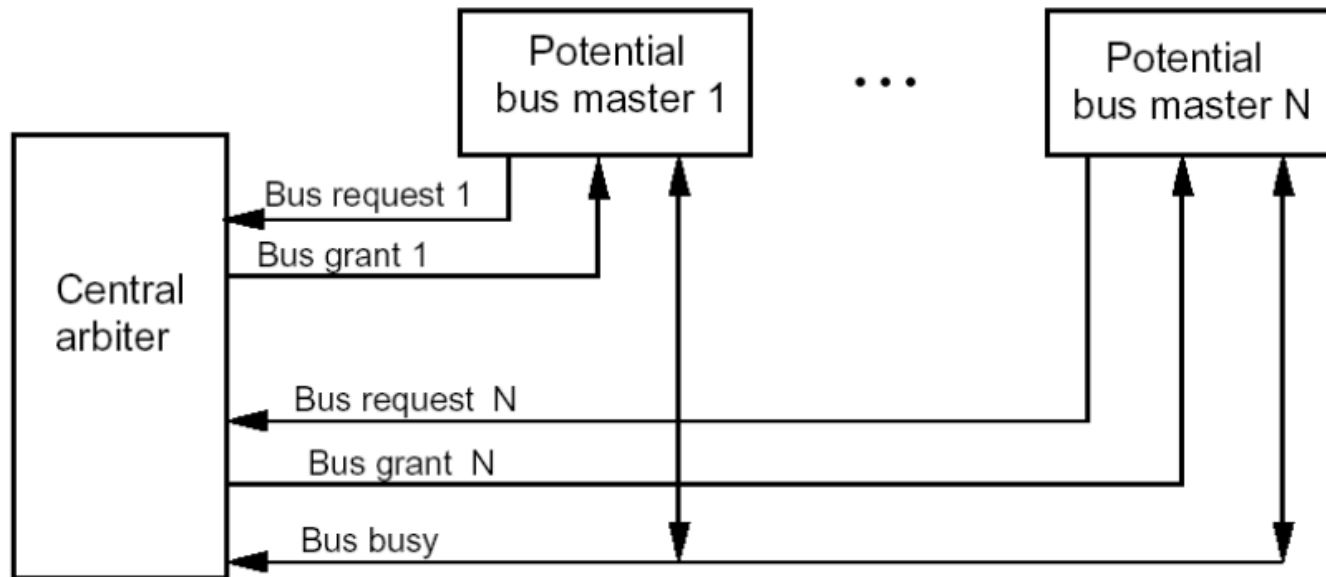 Potential
bus master 1
• • •
Potential
bus master N
Bus request 1
Bus grant 1
Central
arbiter
Bus request N
Bus grant N
Bus busy